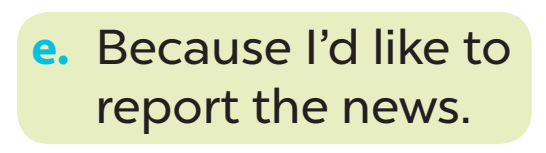 e. Because I’d like to
report the news.